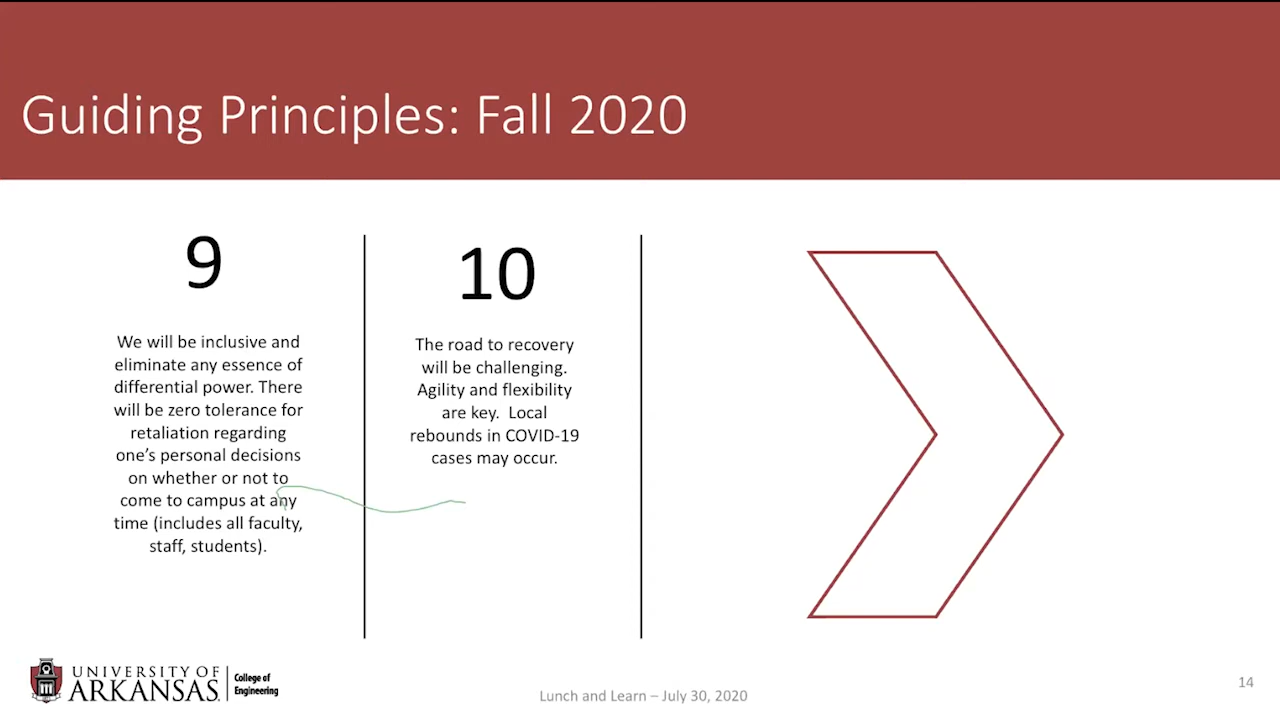 Guiding Principles: Fall 2020
9
We will be inclusive and
eliminate any essence of
differential power. There
will be zero tolerance for
retaliation regarding
one’s personal decisions
on whether or not to
come to campus at any
time (includes all faculty,
staff, students).
10
The road to recovery
will be challenging.
Agility and flexibility
are key.  Local
rebounds in COVID-19
cases may occur.
UNIVERSITY OF
ARKANSAS.
College of
Engineering
Lunch and Learn – July 30, 2020
14